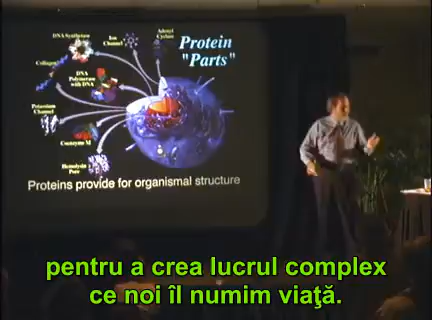 DNA Synthetase
Ion
Channel
Adenyl
Cyclase
Protein
"Parts"
Collagen
DNA
Polymerase
with DNA
Potassium
Channel
Coenzyme M
Hemolysin
Pore
Proteins provide for organismal structure
pentru a crea lucrul complex
ce noi îl numim viaţă.